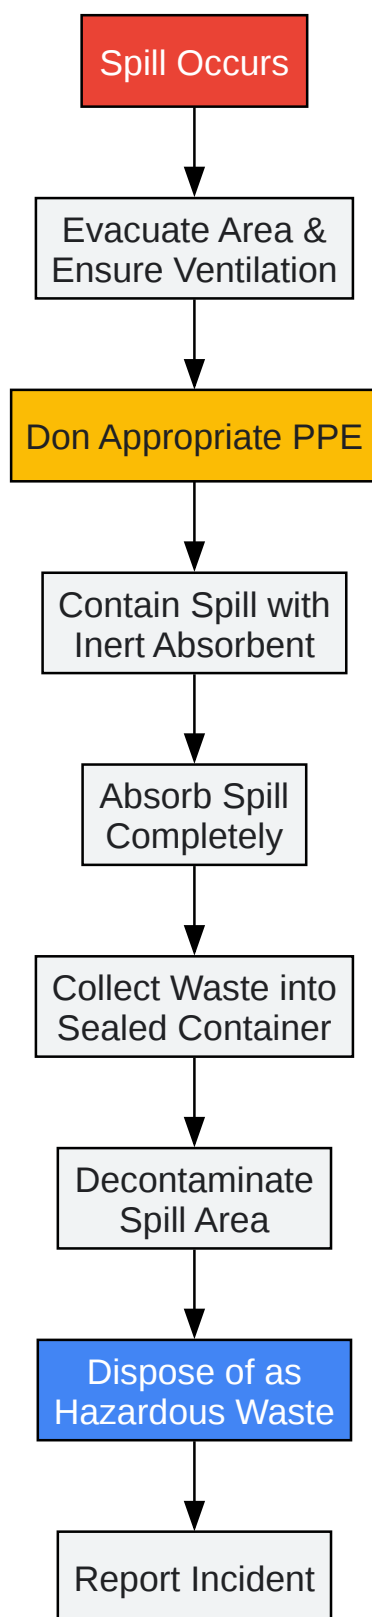 Spill Occurs
Evacuate Area &
Ensure Ventilation
Don Appropriate PPE
Contain Spill with
Inert Absorbent
Absorb Spill
Completely
Collect Waste into
Sealed Container
Decontaminate
Spill Area
Dispose of as
Hazardous Waste
Report Incident